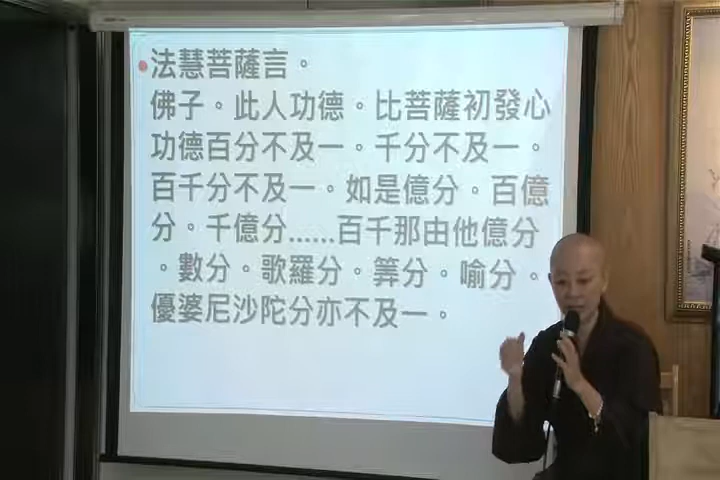 法慧菩薩言。
佛子。此人功德。比菩薩初發心
功德百分不及一。千分不及一。
百千分不及一。如是億分。百億
分。千億分……百千那由他億分
。數分。歌羅分。筭分。喻分。
優婆尼沙陀分亦不及一。